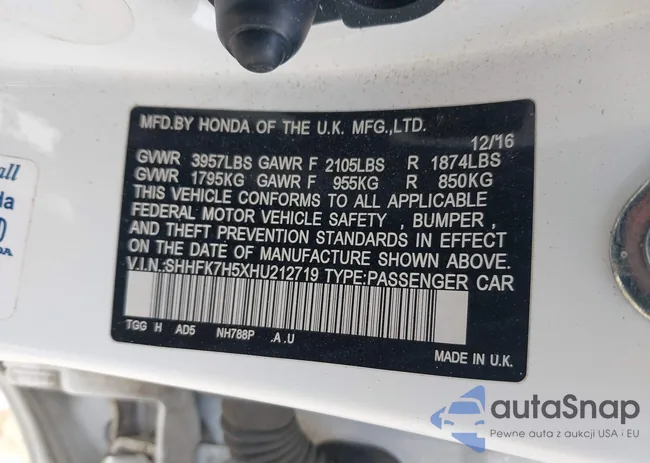 MFD.BY HONDA OF THE U.K. MFG.,LTD.
12/16
GVWR 3957LBS GAWR F 2105LBS R 1874LBS
GVWR 1795KG GAWR F 955KG R 850KG
THIS VEHICLE CONFORMS TO ALL APPLICABLE
FEDERAL MOTOR VEHICLE SAFETY , BUMPER ,
AND THEFT PREVENTION STANDARDS IN EFFECT
ON THE DATE OF MANUFACTURE SHOWN ABOVE.
V.I.N.:SHHFK7H5XHU212719 TYPE:PASSENGER CAR
TGG H AD5 NH788P .A .U
MADE IN U.K.
autaSnap
Pewne auta z aukcji USA i EU